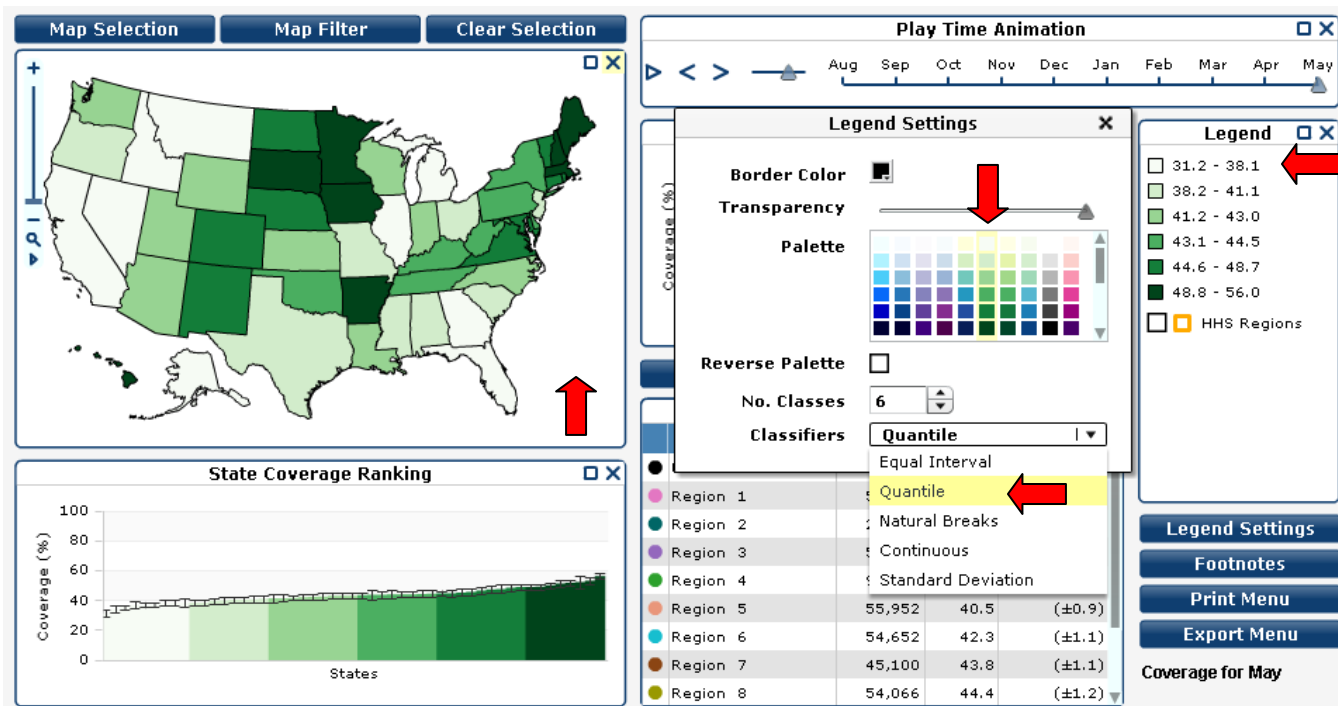 Map Selection
Map Filter
Clear Selection
Play Time Animation
Aug Sep Oct Nov Dec Jan Feb Mar Apr May
Legend Settings
Border Color
Transparency
Palette
Reverse Palette
No. Classes 6
Classifiers Quantile
Equal Interval
Quantile
Natural Breaks
Continuous
Standard Deviation
Coverage (%)
Legend
31.2 - 38.1
38.2 - 41.1
41.2 - 43.0
43.1 - 44.5
44.6 - 48.7
48.8 - 56.0
HHS Regions
State Coverage Ranking
Coverage (%)
100
80
60
40
20
0
States
Region 1
Region 2
Region 3
Region 4
Region 5 55,952 40.5 (±0.9)
Region 6 54,652 42.3 (±1.1)
Region 7 45,100 43.8 (±1.1)
Region 8 54,066 44.4 (±1.2)
Legend Settings
Footnotes
Print Menu
Export Menu
Coverage for May